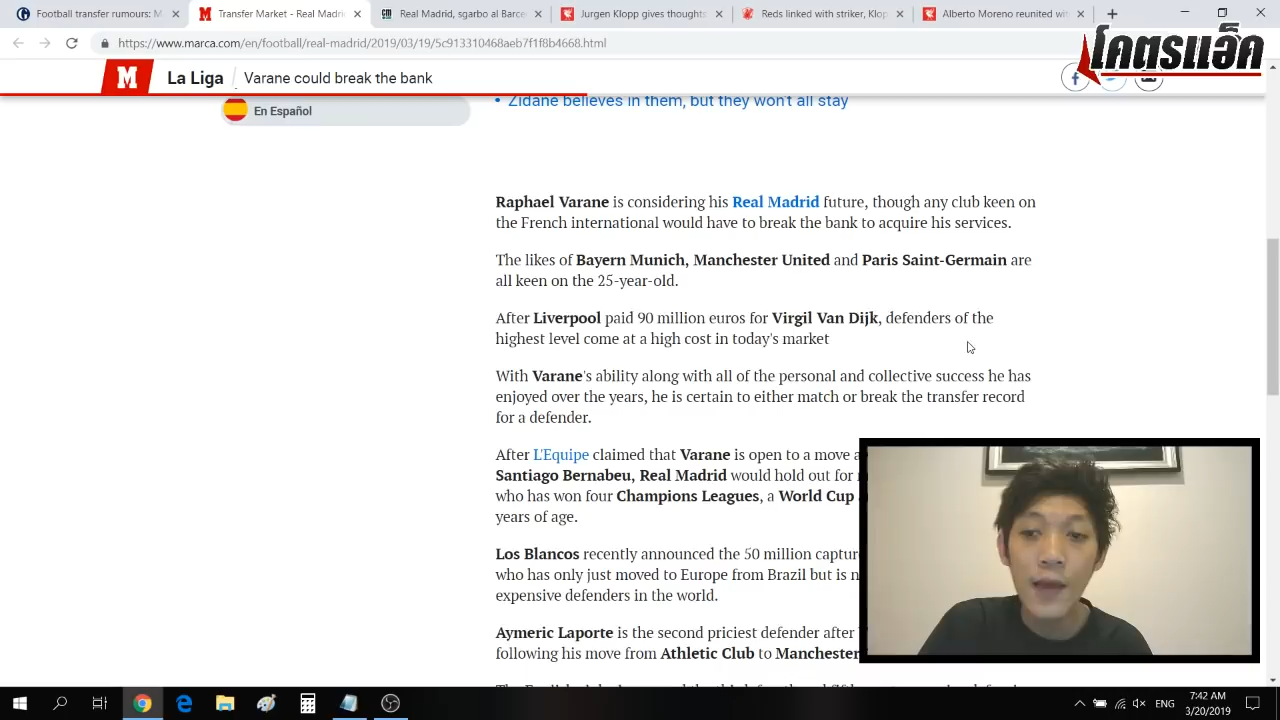 Football transfer rumours: M
Transfer Market - Real Madri
Real Madrid, sgarbo al Barce
Jurgen Klopp gives thoughts
Reds linked with striker, Klop
Alberto Moreno reunited wit
https://www.marca.com/en/football/real-madrid/2019/03/19/5c913310468aeb7f1f8b4668.html
โคตรแอ็ค
M La Liga Varane could break the bank
Zidane believes in them, but they won't all stay
En Español
Raphael Varane is considering his Real Madrid future, though any club keen on
the French international would have to break the bank to acquire his services.
The likes of Bayern Munich, Manchester United and Paris Saint-Germain are
all keen on the 25-year-old.
After Liverpool paid 90 million euros for Virgil Van Dijk, defenders of the
highest level come at a high cost in today's market
With Varane's ability along with all of the personal and collective success he has
enjoyed over the years, he is certain to either match or break the transfer record
for a defender.
After L'Equipe claimed that Varane is open to a move a
Santiago Bernabeu, Real Madrid would hold out for
who has won four Champions Leagues, a World Cup
years of age.
Los Blancos recently announced the 50 million captur
who has only just moved to Europe from Brazil but is n
expensive defenders in the world.
Aymeric Laporte is the second priciest defender after
following his move from Athletic Club to Manchester
7:42 AM
ENG
3/20/2019